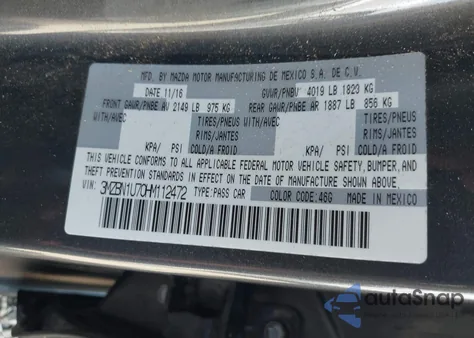 MFD. BY MAZDA MOTOR MANUFACTURING DE MEXICO S.A. DE C.V.
DATE 11/16 GVWR/PNBV 4019 LB 1823 KG
FRONT GAWR/PNBE AV 2149 LB 975 KG REAR GAWR/PNBE AR 1887 LB 856 KG
WITH/AVEC TIRES/PNEUS WITH/AVEC TIRES/PNEUS
RIMS/JANTES RIMS/JANTES
KPA/ PSI COLD/A FROID KPA/ PSI COLD/A FROID
THIS VEHICLE CONFORMS TO ALL APPLICABLE FEDERAL MOTOR VEHICLE SAFETY, BUMPER, AND
THEFT PREVENTION STANDARDS IN EFFECT ON THE DATE OF MANUFACTURE SHOWN ABOVE.
VIN: 3MZBN1U70HM112472 TYPE:PASS CAR COLOR CODE:46G MADE IN MEXICO
autoSnap